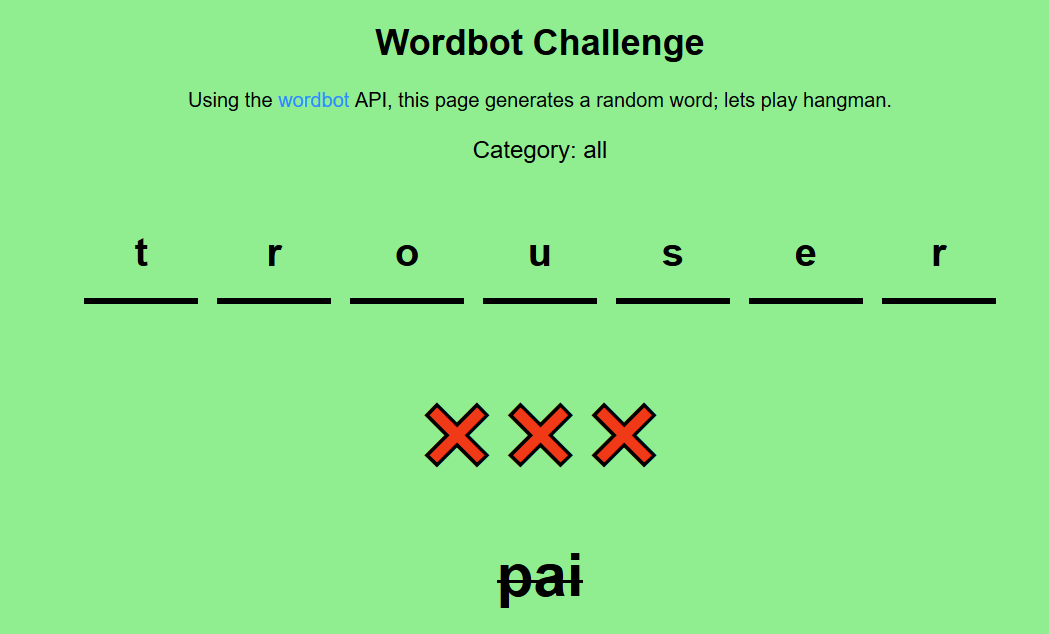 Wordbot Challenge
Using the wordbot API, this page generates a random word; lets play hangman.
Category: all
t r o u s e r
pai